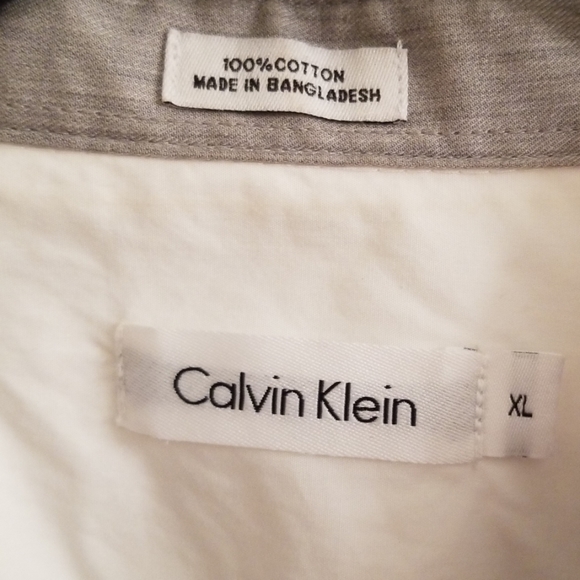 100% COTTON
MADE IN BANGLADESH
Calvin Klein
XL